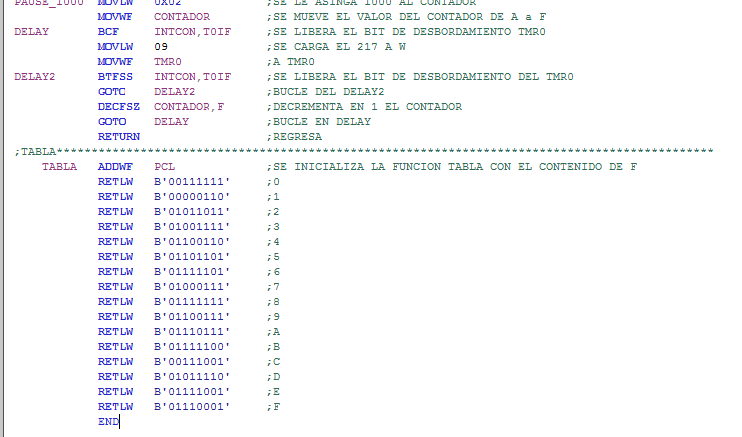 PAUSE_1000 MOVLW 0X02 ;SE LE ASINGA 1000 AL CONTADOR
MOVWF CONTADOR ;SE MUEVE EL VALOR DEL CONTADOR DE A a F
DELAY BCF INTCON,T0IF ;SE LIBERA EL BIT DE DESBORDAMIENTO TMR0
MOVLW 09 ;SE CARGA EL 217 A W
MOVWF TMR0 ;A TMR0
DELAY2 BTFSS INTCON,T0IF ;SE LIBERA EL BIT DE DESBORDAMIENTO DEL TMR0
GOTO DELAY2 ;BUCLE DEL DELAY2
DECFSZ CONTADOR,F ;DECREMENTA EN 1 EL CONTADOR
GOTO DELAY ;BUCLE EN DELAY
RETURN ;REGRESA
;TABLA**********************************************************************************************
TABLA ADDWF PCL ;SE INICIALIZA LA FUNCION TABLA CON EL CONTENIDO DE F
RETLW B'00111111' ;0
RETLW B'00000110' ;1
RETLW B'01011011' ;2
RETLW B'01001111' ;3
RETLW B'01100110' ;4
RETLW B'01101101' ;5
RETLW B'01111101' ;6
RETLW B'01000111' ;7
RETLW B'01111111' ;8
RETLW B'01100111' ;9
RETLW B'01110111' ;A
RETLW B'01111100' ;B
RETLW B'00111001' ;C
RETLW B'01011110' ;D
RETLW B'01111001' ;E
RETLW B'01110001' ;F
END